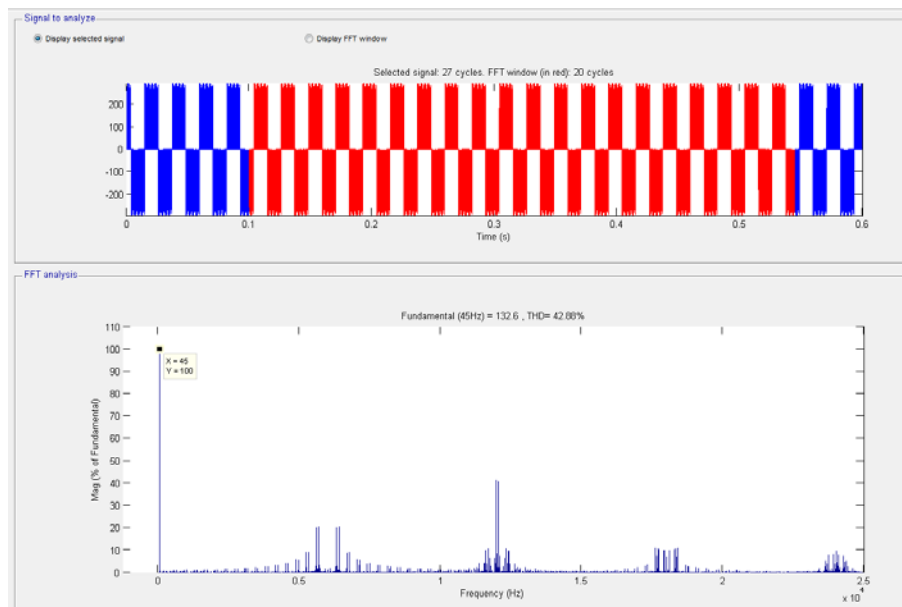 Signal to analyze
Display selected signal
Display FFT window
Selected signal: 27 cycles. FFT window (in red): 20 cycles
200
100
0
-100
-200
0
0.1
0.2
0.3
0.4
0.5
0.6
Time (s)
FFT analysis
Fundamental (45Hz) = 132.6 , THD= 42.88%
110
100
90
80
70
60
50
40
30
20
10
0
Mag (% of Fundamental)
X = 45
Y = 100
0
0.5
1
1.5
2
2.5
x 10^4
Frequency (Hz)